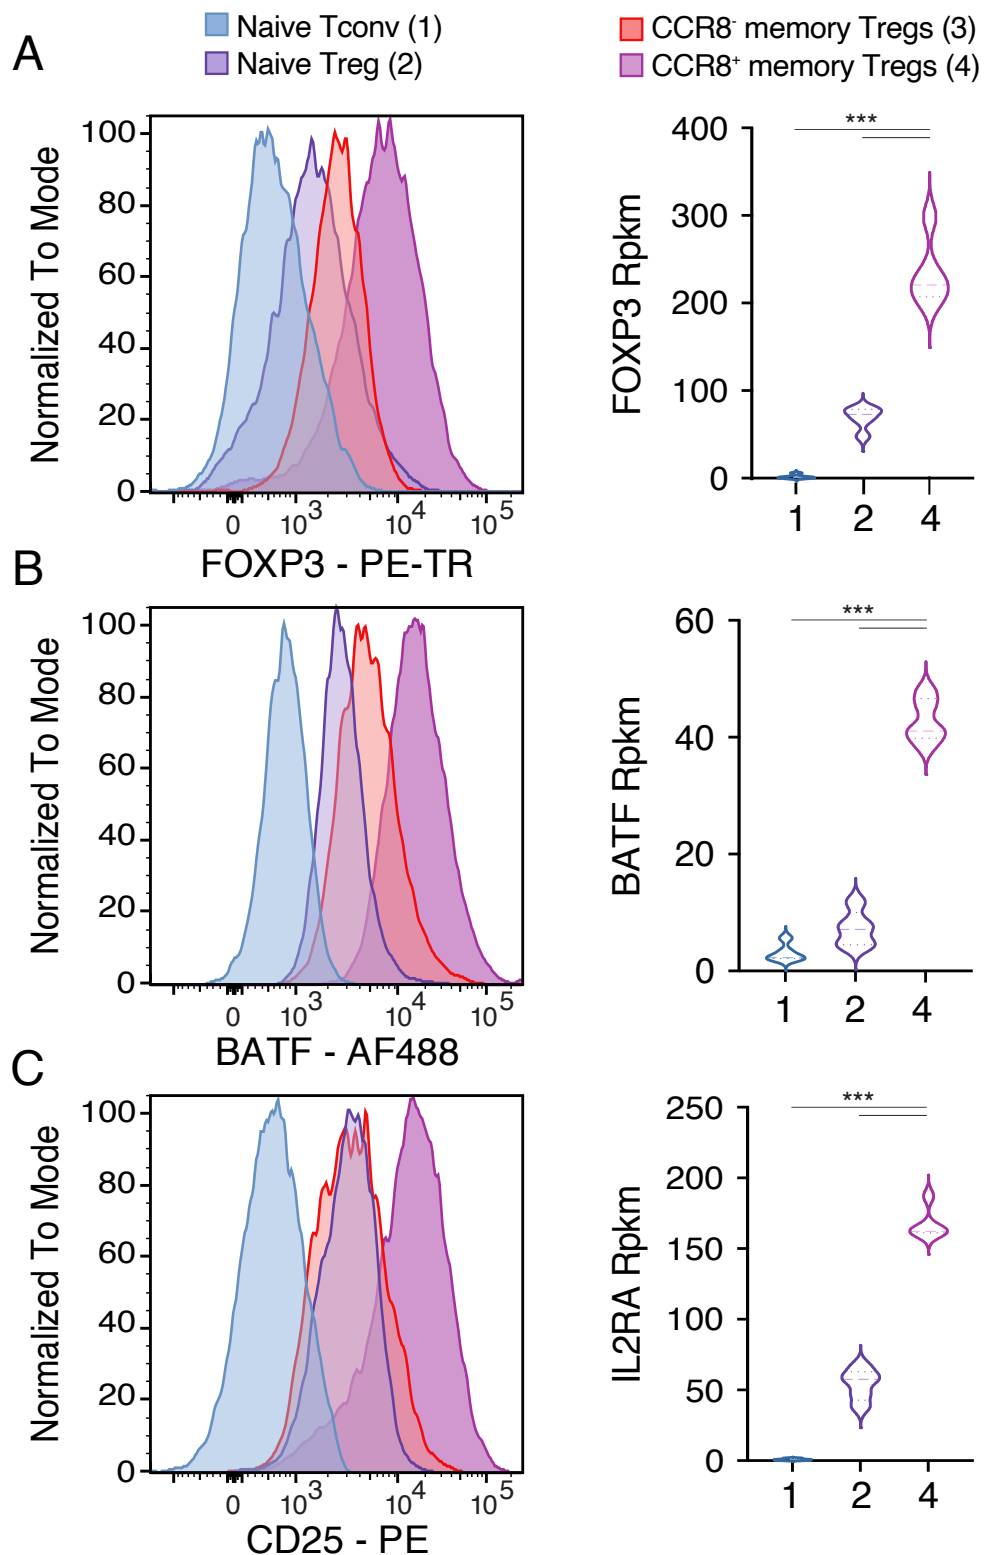 A
Naive Tconv (1)
Naive Treg (2)
CCR8- memory Tregs (3)
CCR8+ memory Tregs (4)
Normalized To Mode
100
80
60
40
20
0
0 10^3 10^4 10^5
FOXP3 - PE-TR
FOXP3 Rpkm
400
300
200
100
0
***
1 2 4
B
Normalized To Mode
100
80
60
40
20
0
0 10^3 10^4 10^5
BATF - AF488
BATF Rpkm
60
40
20
0
***
1 2 4
C
Normalized To Mode
100
80
60
40
20
0
0 10^3 10^4 10^5
CD25 - PE
IL2RA Rpkm
250
200
150
100
50
0
***
1 2 4